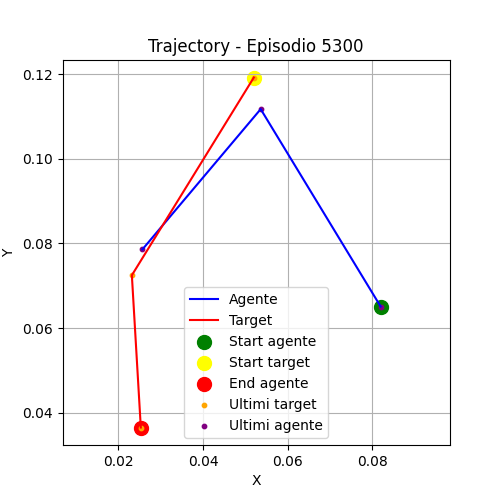 Trajectory - Episodio 5300
0.12
0.10
0.08
0.06
0.04
Y
Agente
Target
Start agente
Start target
End agente
Ultimi target
Ultimi agente
0.02
0.04
0.06
0.08
X